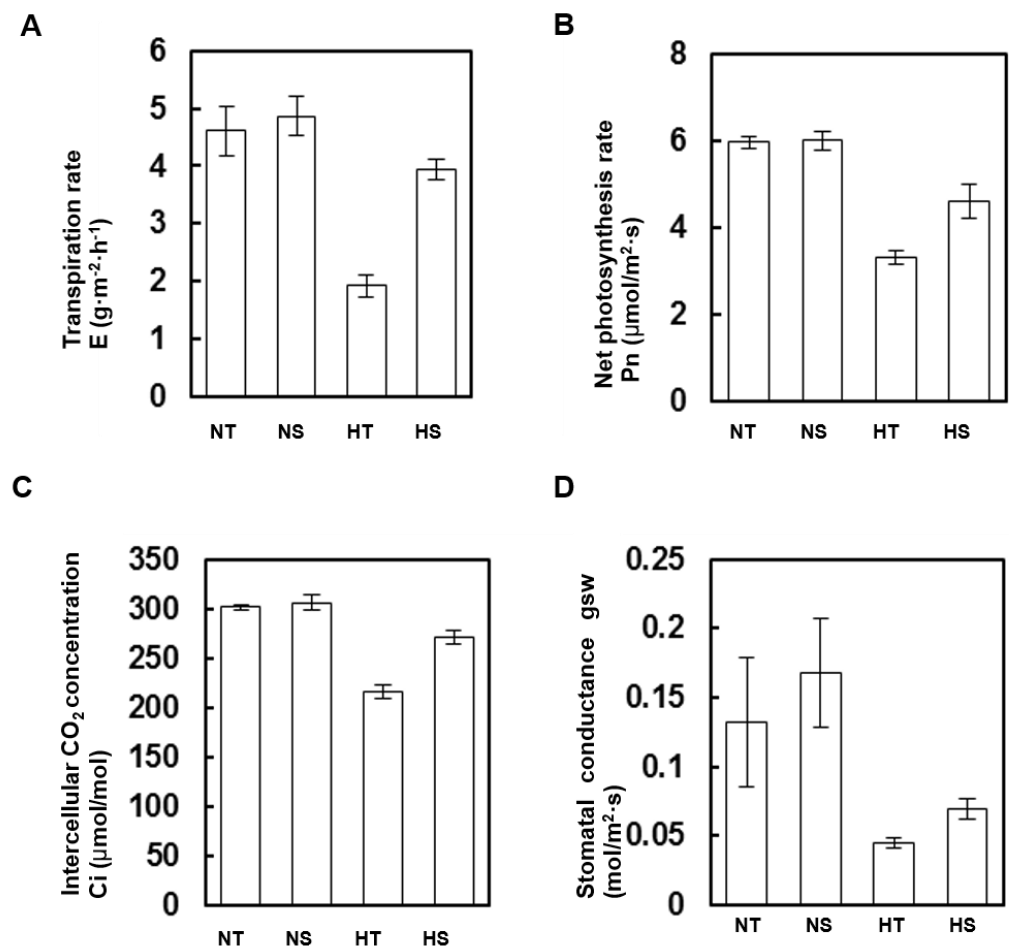 A
Transpiration rate
E (g·m⁻²·h⁻¹)
6
5
4
3
2
1
0
NT NS HT HS
B
Net photosynthesis rate
Pn (μmol/m²·s)
8
6
4
2
0
NT NS HT HS
C
Intercellular CO₂ concentration
Ci (μmol/mol)
350
300
250
200
150
100
50
0
NT NS HT HS
D
Stomatal conductance gsw
(mol/m²·s)
0.25
0.2
0.15
0.1
0.05
0
NT NS HT HS